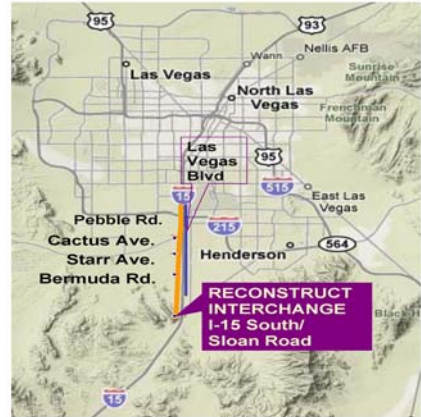 95
93
Nellis AFB
Wann
Sunrise
Mountain
Las Vegas
North Las
Vegas
Frenchman
Mountain
Las
Vegas
Blvd
95
15
515
East Las
Vegas
Pebble Rd.
215
Cactus Ave.
564
Starr Ave.
Henderson
Bermuda Rd.
RECONSTRUCT
INTERCHANGE
I-15 South/
Sloan Road
Black H
15